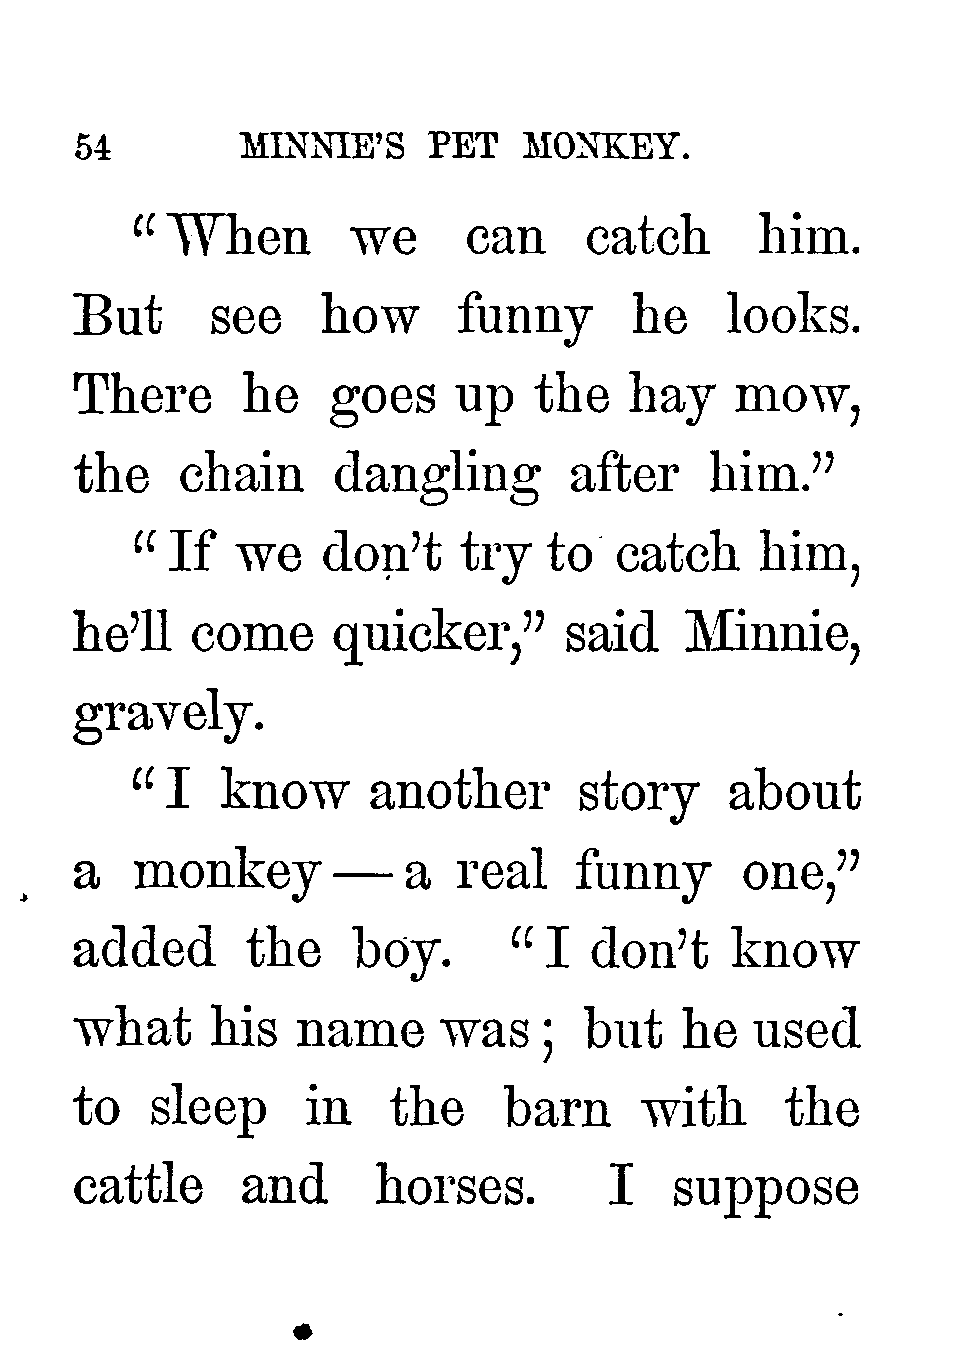 54 MINNIE'S PET MONKEY.
"When we can catch him.
But see how funny he looks.
There he goes up the hay mow,
the chain dangling after him."
"If we don't try to catch him,
he'll come quicker," said Minnie,
gravely.
"I know another story about
a monkey — a real funny one,"
added the boy. "I don't know
what his name was; but he used
to sleep in the barn with the
cattle and horses. I suppose